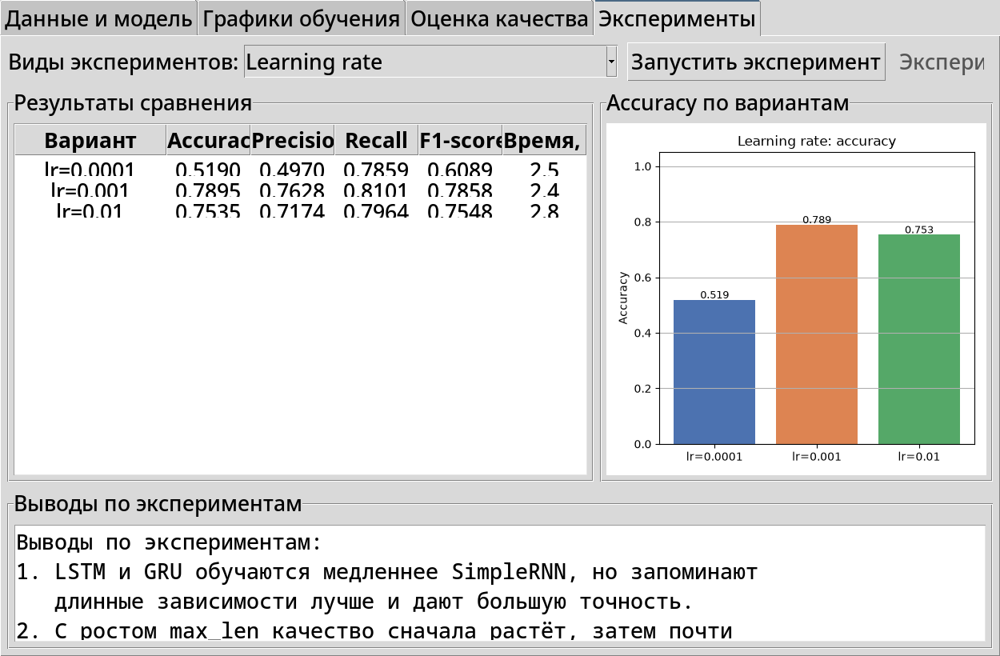 Данные и модель Графики обучения Оценка качества Эксперименты
Виды экспериментов: Learning rate Запустить эксперимент Экспери
Результаты сравнения
Вариант Accurac Precisio Recall F1-score Время,
lr=0.0001 0.5190 0.4970 0.7859 0.6089 2.5
lr=0.001 0.7895 0.7628 0.8101 0.7858 2.4
lr=0.01 0.7535 0.7174 0.7964 0.7548 2.8
Accuracy по вариантам
Learning rate: accuracy
1.0
0.8
0.6
0.4
0.2
0.0
Accuracy
0.519
0.789
0.753
lr=0.0001 lr=0.001 lr=0.01
Выводы по экспериментам
Выводы по экспериментам:
1. LSTM и GRU обучаются медленнее SimpleRNN, но запоминают
длинные зависимости лучше и дают большую точность.
2. С ростом max_len качество сначала растёт, затем почти